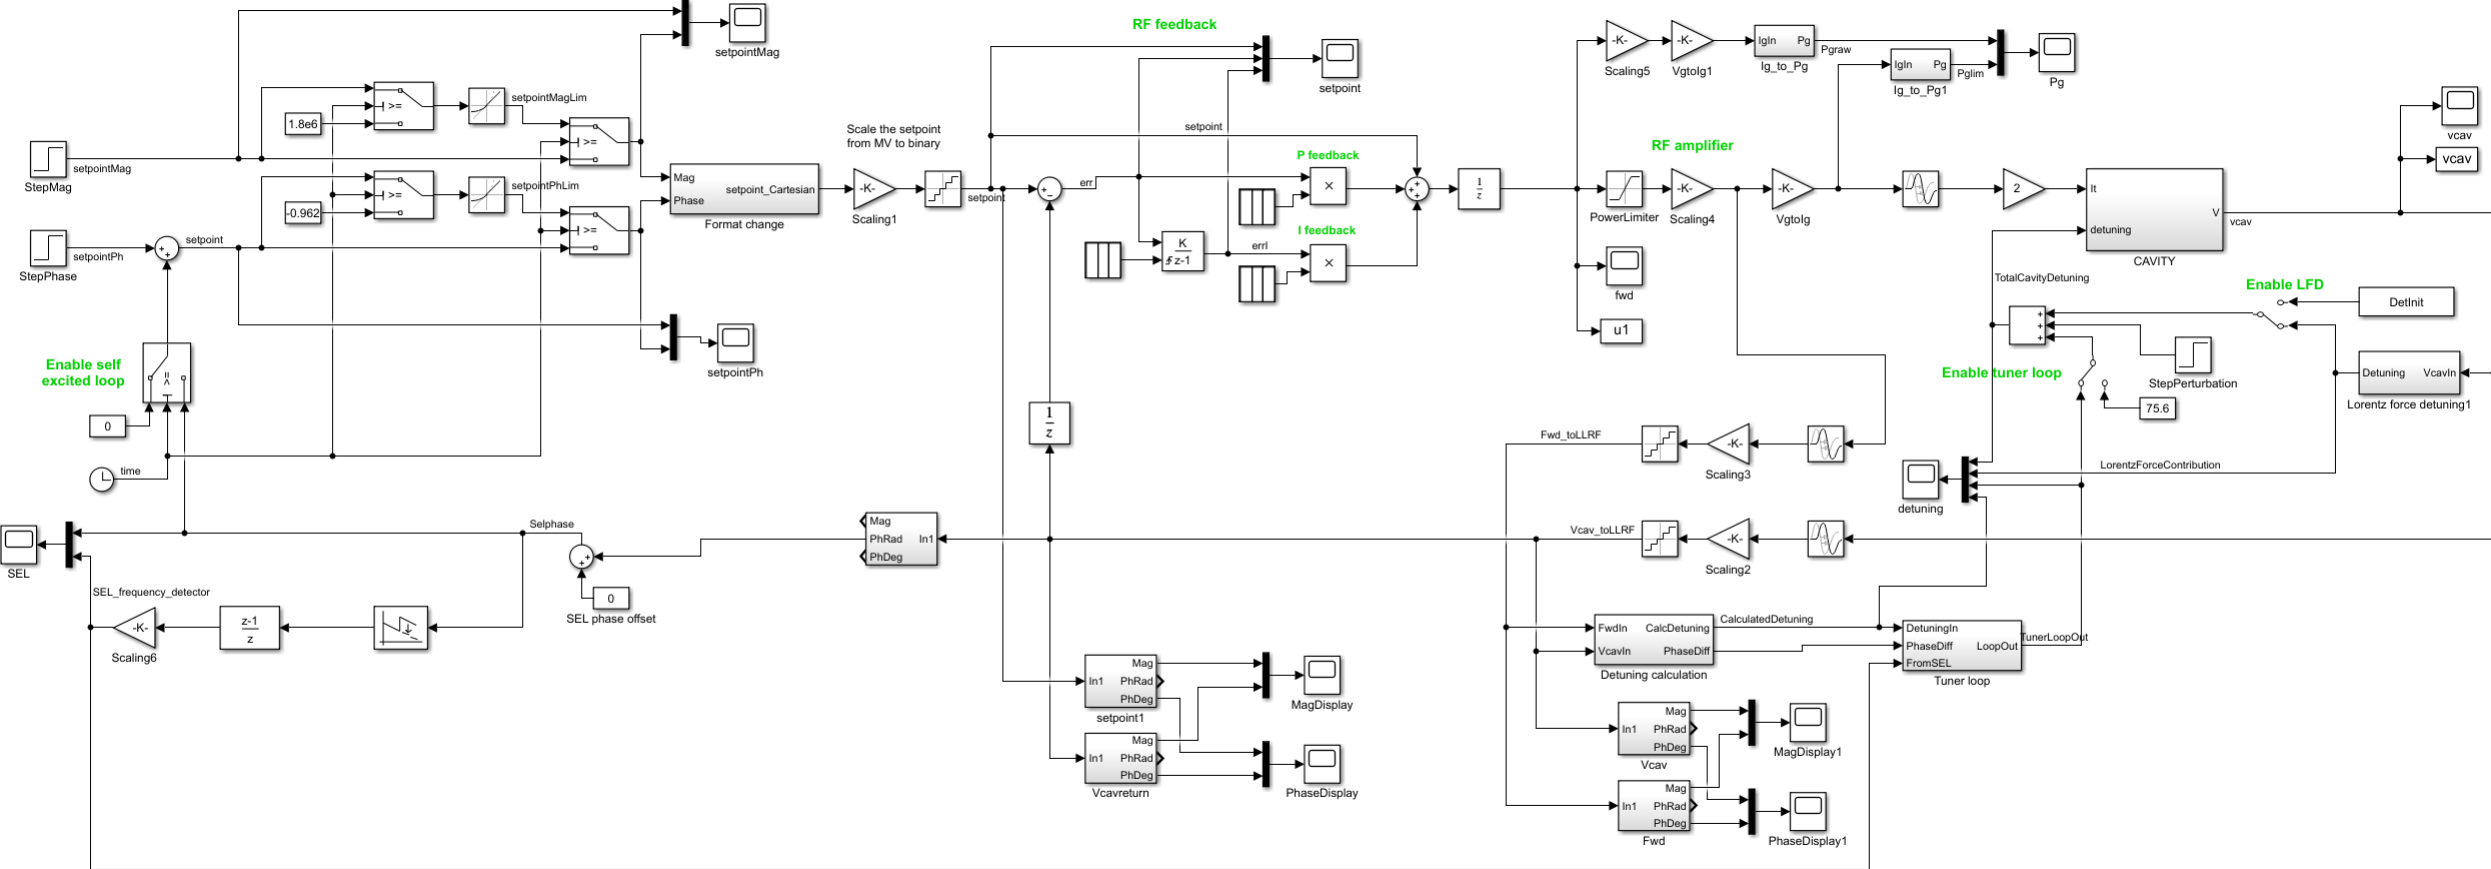 setpointMag
1.8e6
>=
setpointMagLim
>=
StepMag
setpointMag
-0.962
>=
setpointPhLim
>=
StepPhase
setpointPh
+
+
setpoint
setpointPh
Mag
Phase
setpoint_Cartesian
Format change
Scale the setpoint
from MV to binary
-K-
Scaling1
setpoint
Enable self
excited loop
>=
0
time
SEL
Selphase
+
+
0
SEL phase offset
Mag
PhRad
PhDeg
In1
SEL_frequency_detector
-K-
Scaling6
z-1
z
RF feedback
setpoint
setpoint
+
-
err
P feedback
×
I feedback
errI
×
K
z-1
+
+
+
1
z
1
z
In1
Mag
PhRad
PhDeg
setpoint1
MagDisplay
In1
Mag
PhRad
PhDeg
Vcavreturn
PhaseDisplay
-K-
Scaling5
-K-
VgtoIg1
IgIn
Pg
Ig_to_Pg
Pgraw
IgIn
Pg
Ig_to_Pg1
Pglim
Pg
RF amplifier
PowerLimiter
-K-
Scaling4
-K-
VgtoIg
2
It
detuning
V
CAVITY
vcav
vcav
vcav
fwd
u1
TotalCavityDetuning
Enable LFD
DetInit
+
+
+
Enable tuner loop
StepPerturbation
75.6
Detuning
VcavIn
Lorentz force detuning1
LorentzForceContribution
detuning
Fwd_toLLRF
-K-
Scaling3
Vcav_toLLRF
-K-
Scaling2
FwdIn
VcavIn
CalcDetuning
PhaseDiff
Detuning calculation
CalculatedDetuning
DetuningIn
PhaseDiff
FromSEL
LoopOut
Tuner loop
TunerLoopOut
In1
Mag
PhRad
PhDeg
Vcav
MagDisplay1
In1
Mag
PhRad
PhDeg
Fwd
PhaseDisplay1